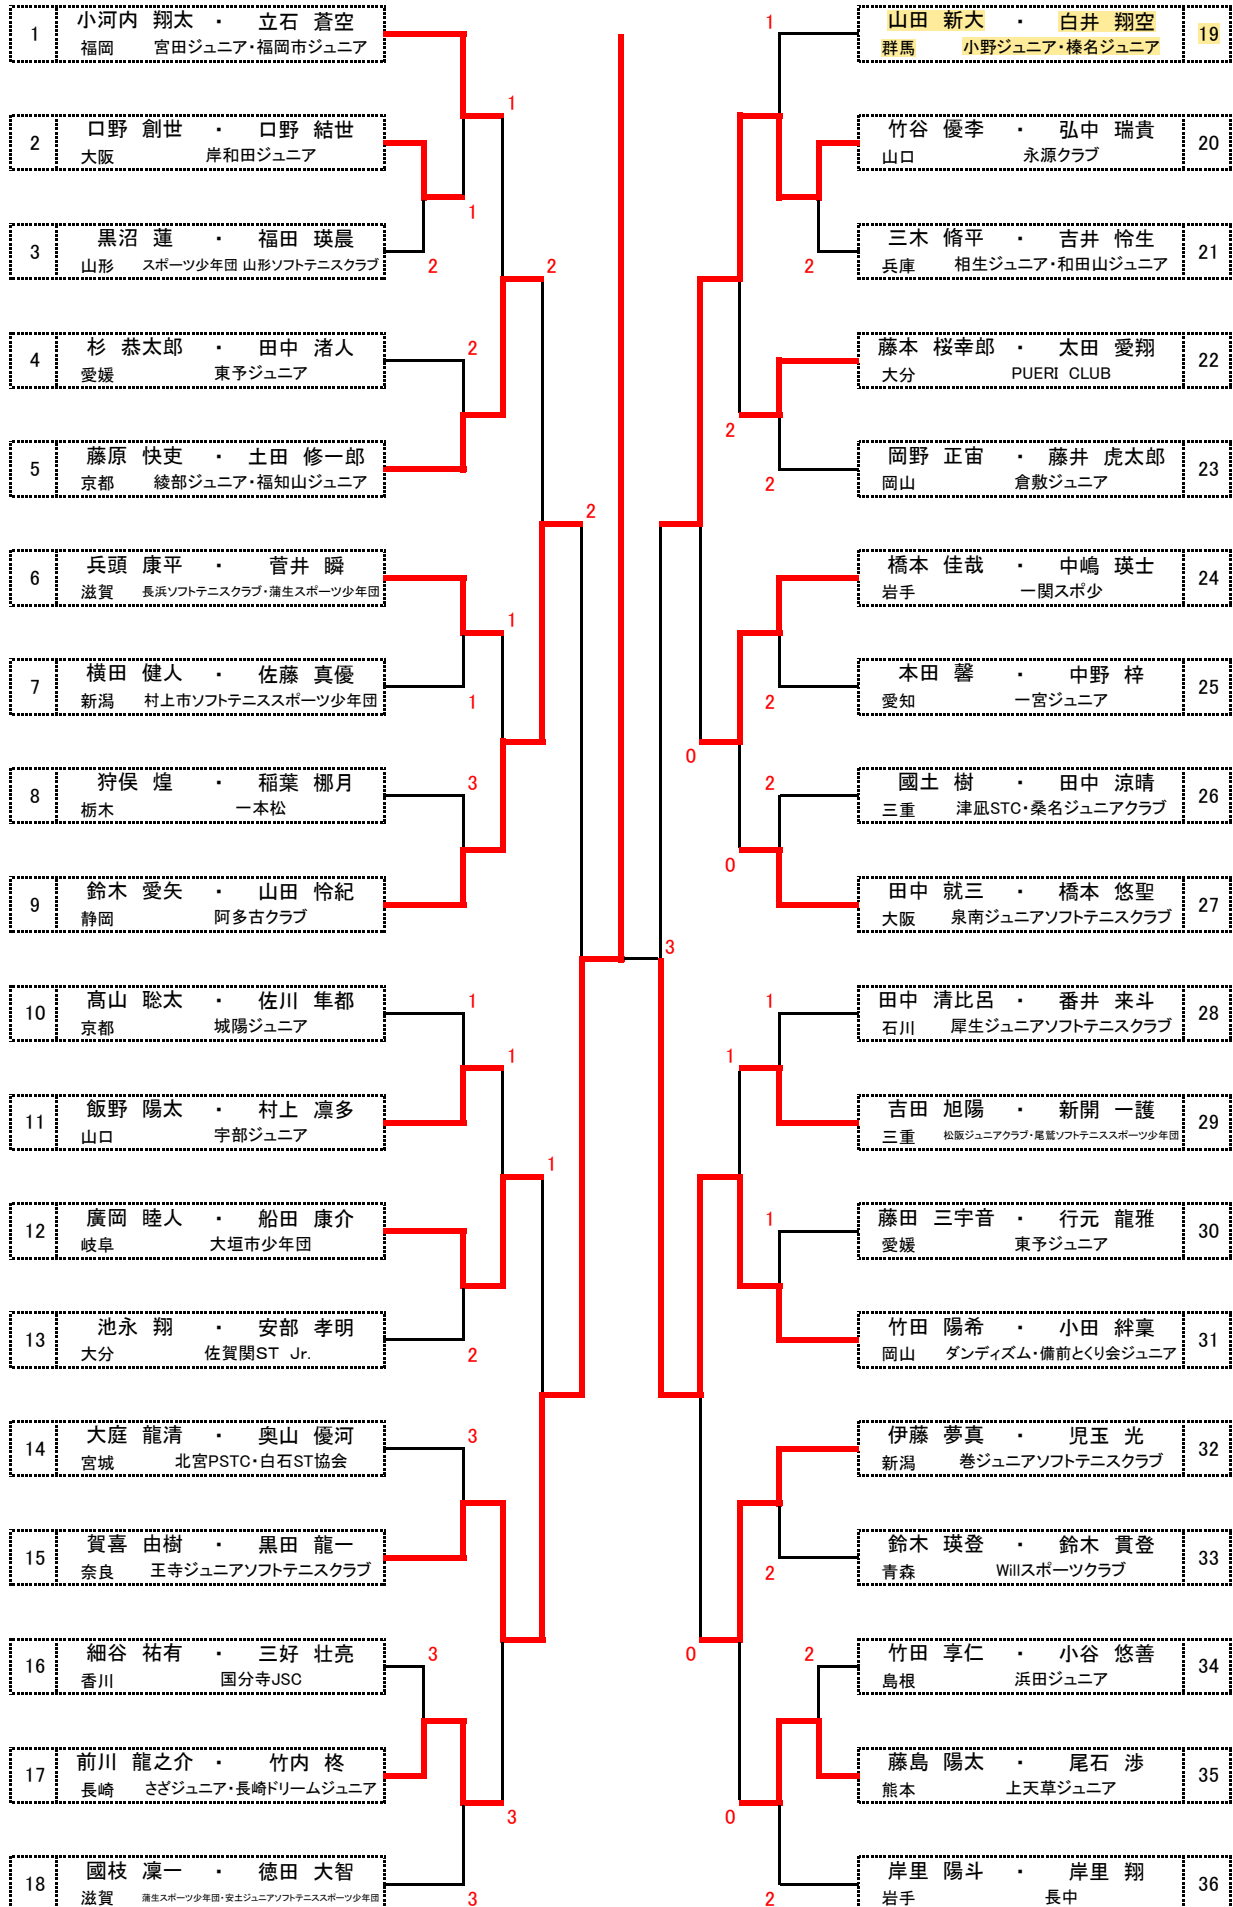 1 小河内 翔太 ・ 立石 蒼空
福岡 宮田ジュニア・福岡市ジュニア
1
2 口野 創世 ・ 口野 結世
大阪 岸和田ジュニア
1
3 黒沼 蓮 ・ 福田 瑛晨
山形 スポーツ少年団 山形ソフトテニスクラブ
2
2
4 杉 恭太郎 ・ 田中 渚人
愛媛 東予ジュニア
2
5 藤原 快吏 ・ 土田 修一郎
京都 綾部ジュニア・福知山ジュニア
2
6 兵頭 康平 ・ 菅井 瞬
滋賀 長浜ソフトテニスクラブ・蒲生スポーツ少年団
1
7 横田 健人 ・ 佐藤 真優
新潟 村上市ソフトテニススポーツ少年団
1
8 狩俣 煌 ・ 稲葉 梛月
栃木 一本松
3
9 鈴木 愛矢 ・ 山田 怜紀
静岡 阿多古クラブ
10 髙山 聡太 ・ 佐川 隼都
京都 城陽ジュニア
1
1
11 飯野 陽太 ・ 村上 凛多
山口 宇部ジュニア
1
12 廣岡 睦人 ・ 船田 康介
岐阜 大垣市少年団
13 池永 翔 ・ 安部 孝明
大分 佐賀関ST Jr.
2
14 大庭 龍清 ・ 奥山 優河
宮城 北宮PSTC・白石ST協会
3
15 賀喜 由樹 ・ 黒田 龍一
奈良 王寺ジュニアソフトテニスクラブ
16 細谷 祐有 ・ 三好 壮亮
香川 国分寺JSC
3
17 前川 龍之介 ・ 竹内 柊
長崎 さざジュニア・長崎ドリームジュニア
3
18 國枝 凜一 ・ 徳田 大智
滋賀 蒲生スポーツ少年団・安土ジュニアソフトテニススポーツ少年団
3
3
1
山田 新大 ・ 白井 翔空 19
群馬 小野ジュニア・榛名ジュニア
竹谷 優李 ・ 弘中 瑞貴 20
山口 永源クラブ
三木 脩平 ・ 吉井 怜生 21
兵庫 相生ジュニア・和田山ジュニア
2
藤本 桜幸郎 ・ 太田 愛翔 22
大分 PUERI CLUB
2
岡野 正宙 ・ 藤井 虎太郎 23
岡山 倉敷ジュニア
2
橋本 佳哉 ・ 中嶋 瑛士 24
岩手 一関スポ少
本田 馨 ・ 中野 梓 25
愛知 一宮ジュニア
2
0
國土 樹 ・ 田中 涼晴 26
三重 津凪STC・桑名ジュニアクラブ
2
0
田中 就三 ・ 橋本 悠聖 27
大阪 泉南ジュニアソフトテニスクラブ
田中 清比呂 ・ 番井 来斗 28
石川 犀生ジュニアソフトテニスクラブ
1
1
吉田 旭陽 ・ 新開 一護 29
三重 松阪ジュニアクラブ・尾鷲ソフトテニススポーツ少年団
藤田 三宇音 ・ 行元 龍雅 30
愛媛 東予ジュニア
1
竹田 陽希 ・ 小田 絆稟 31
岡山 ダンディズム・備前とくり会ジュニア
伊藤 夢真 ・ 児玉 光 32
新潟 巻ジュニアソフトテニスクラブ
鈴木 瑛登 ・ 鈴木 貫登 33
青森 Willスポーツクラブ
2
0
竹田 享仁 ・ 小谷 悠善 34
島根 浜田ジュニア
2
藤島 陽太 ・ 尾石 渉 35
熊本 上天草ジュニア
0
岸里 陽斗 ・ 岸里 翔 36
岩手 長中
2